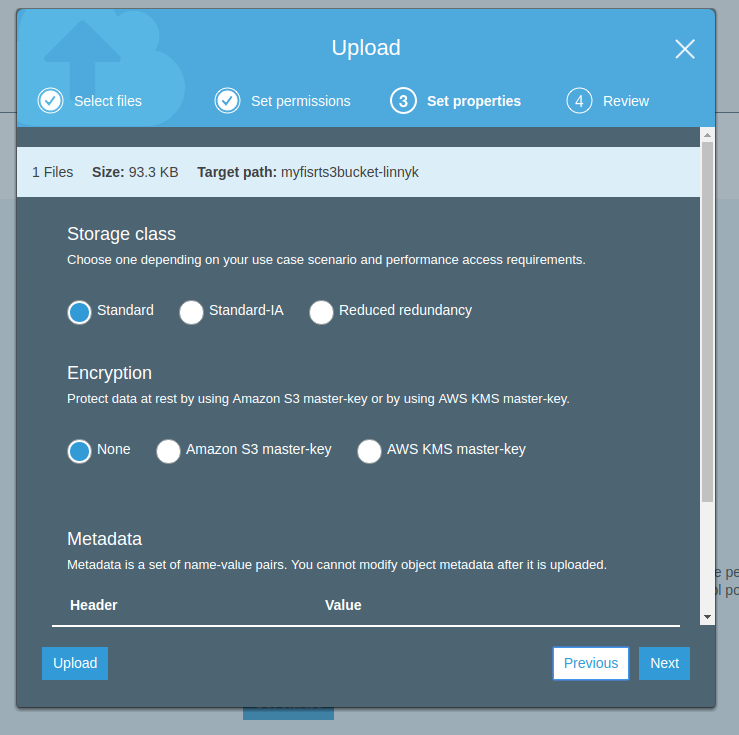 Upload
Select files Set permissions 3 Set properties 4 Review
1 Files Size: 93.3 KB Target path: myfisrts3bucket-linnyk
Storage class
Choose one depending on your use case scenario and performance access requirements.
Standard Standard-IA Reduced redundancy
Encryption
Protect data at rest by using Amazon S3 master-key or by using AWS KMS master-key.
None Amazon S3 master-key AWS KMS master-key
Metadata
Metadata is a set of name-value pairs. You cannot modify object metadata after it is uploaded.
Header Value
Upload Previous Next